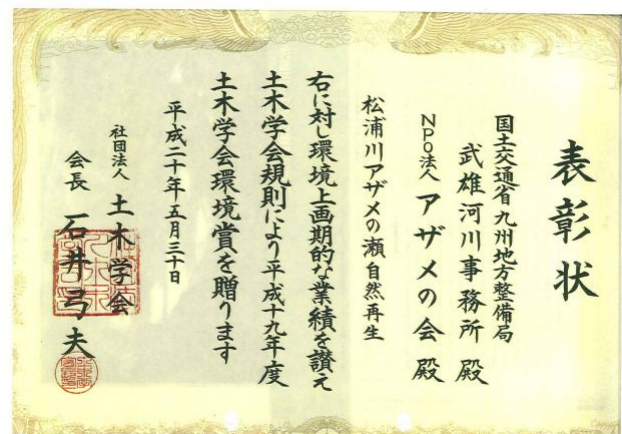 表彰状
国土交通省九州地方整備局
武雄河川事務所 殿
NPO法人 アザメの会 殿
松浦川アザメの瀬自然再生
右に対し環境上画期的な業績を讃え
土木学会規則により平成十九年度
土木学会環境賞を贈ります
平成二十年五月三十日
社団法人 土木学会
会長 石井弓夫